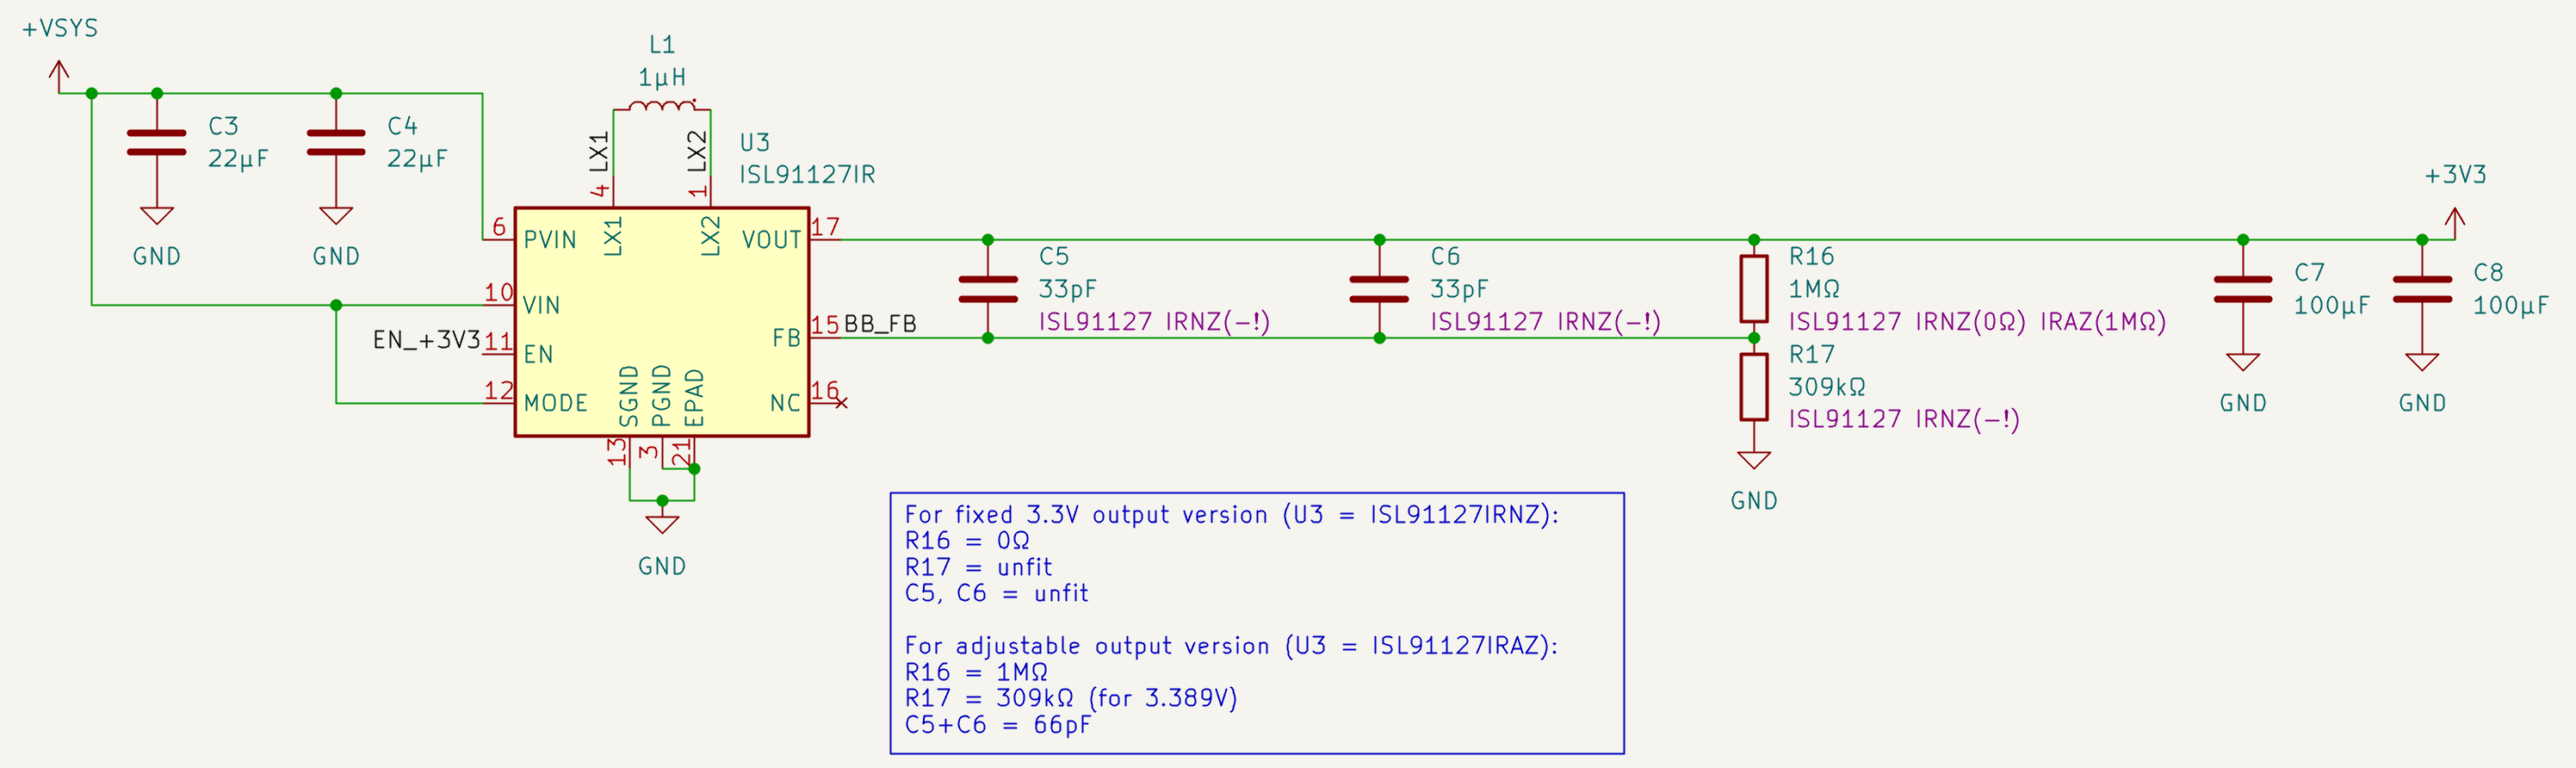 +VSYS
C3
22µF
GND
C4
22µF
GND
L1
1µH
LX1
LX2
4
1
U3
ISL91127IR
6
PVIN
LX1
LX2
VOUT
17
10
VIN
EN_+3V3
11
EN
12
MODE
SGND
PGND
EPAD
FB
15
BB_FB
NC
16
13
3
21
GND
C5
33pF
ISL91127 IRNZ(-!)
C6
33pF
ISL91127 IRNZ(-!)
R16
1MΩ
ISL91127 IRNZ(0Ω) IRAZ(1MΩ)
R17
309kΩ
ISL91127 IRNZ(-!)
GND
+3V3
C7
100µF
GND
C8
100µF
GND
For fixed 3.3V output version (U3 = ISL91127IRNZ):
R16 = 0Ω
R17 = unfit
C5, C6 = unfit
For adjustable output version (U3 = ISL91127IRAZ):
R16 = 1MΩ
R17 = 309kΩ (for 3.389V)
C5+C6 = 66pF